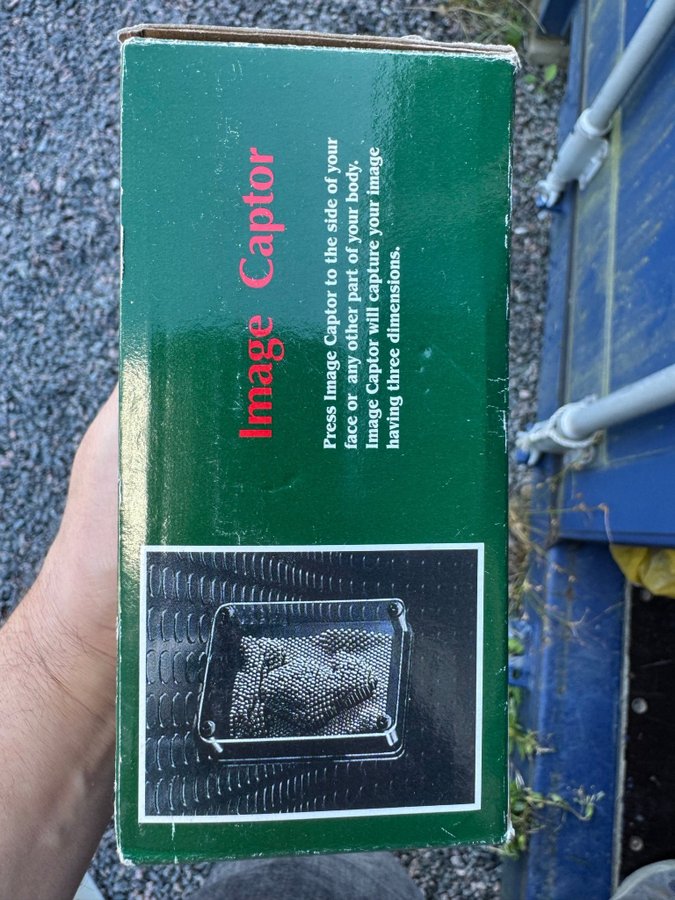 Image Captor
Press Image Captor to the side of your
face or any other part of your body.
Image Captor will capture your image
having three dimensions.